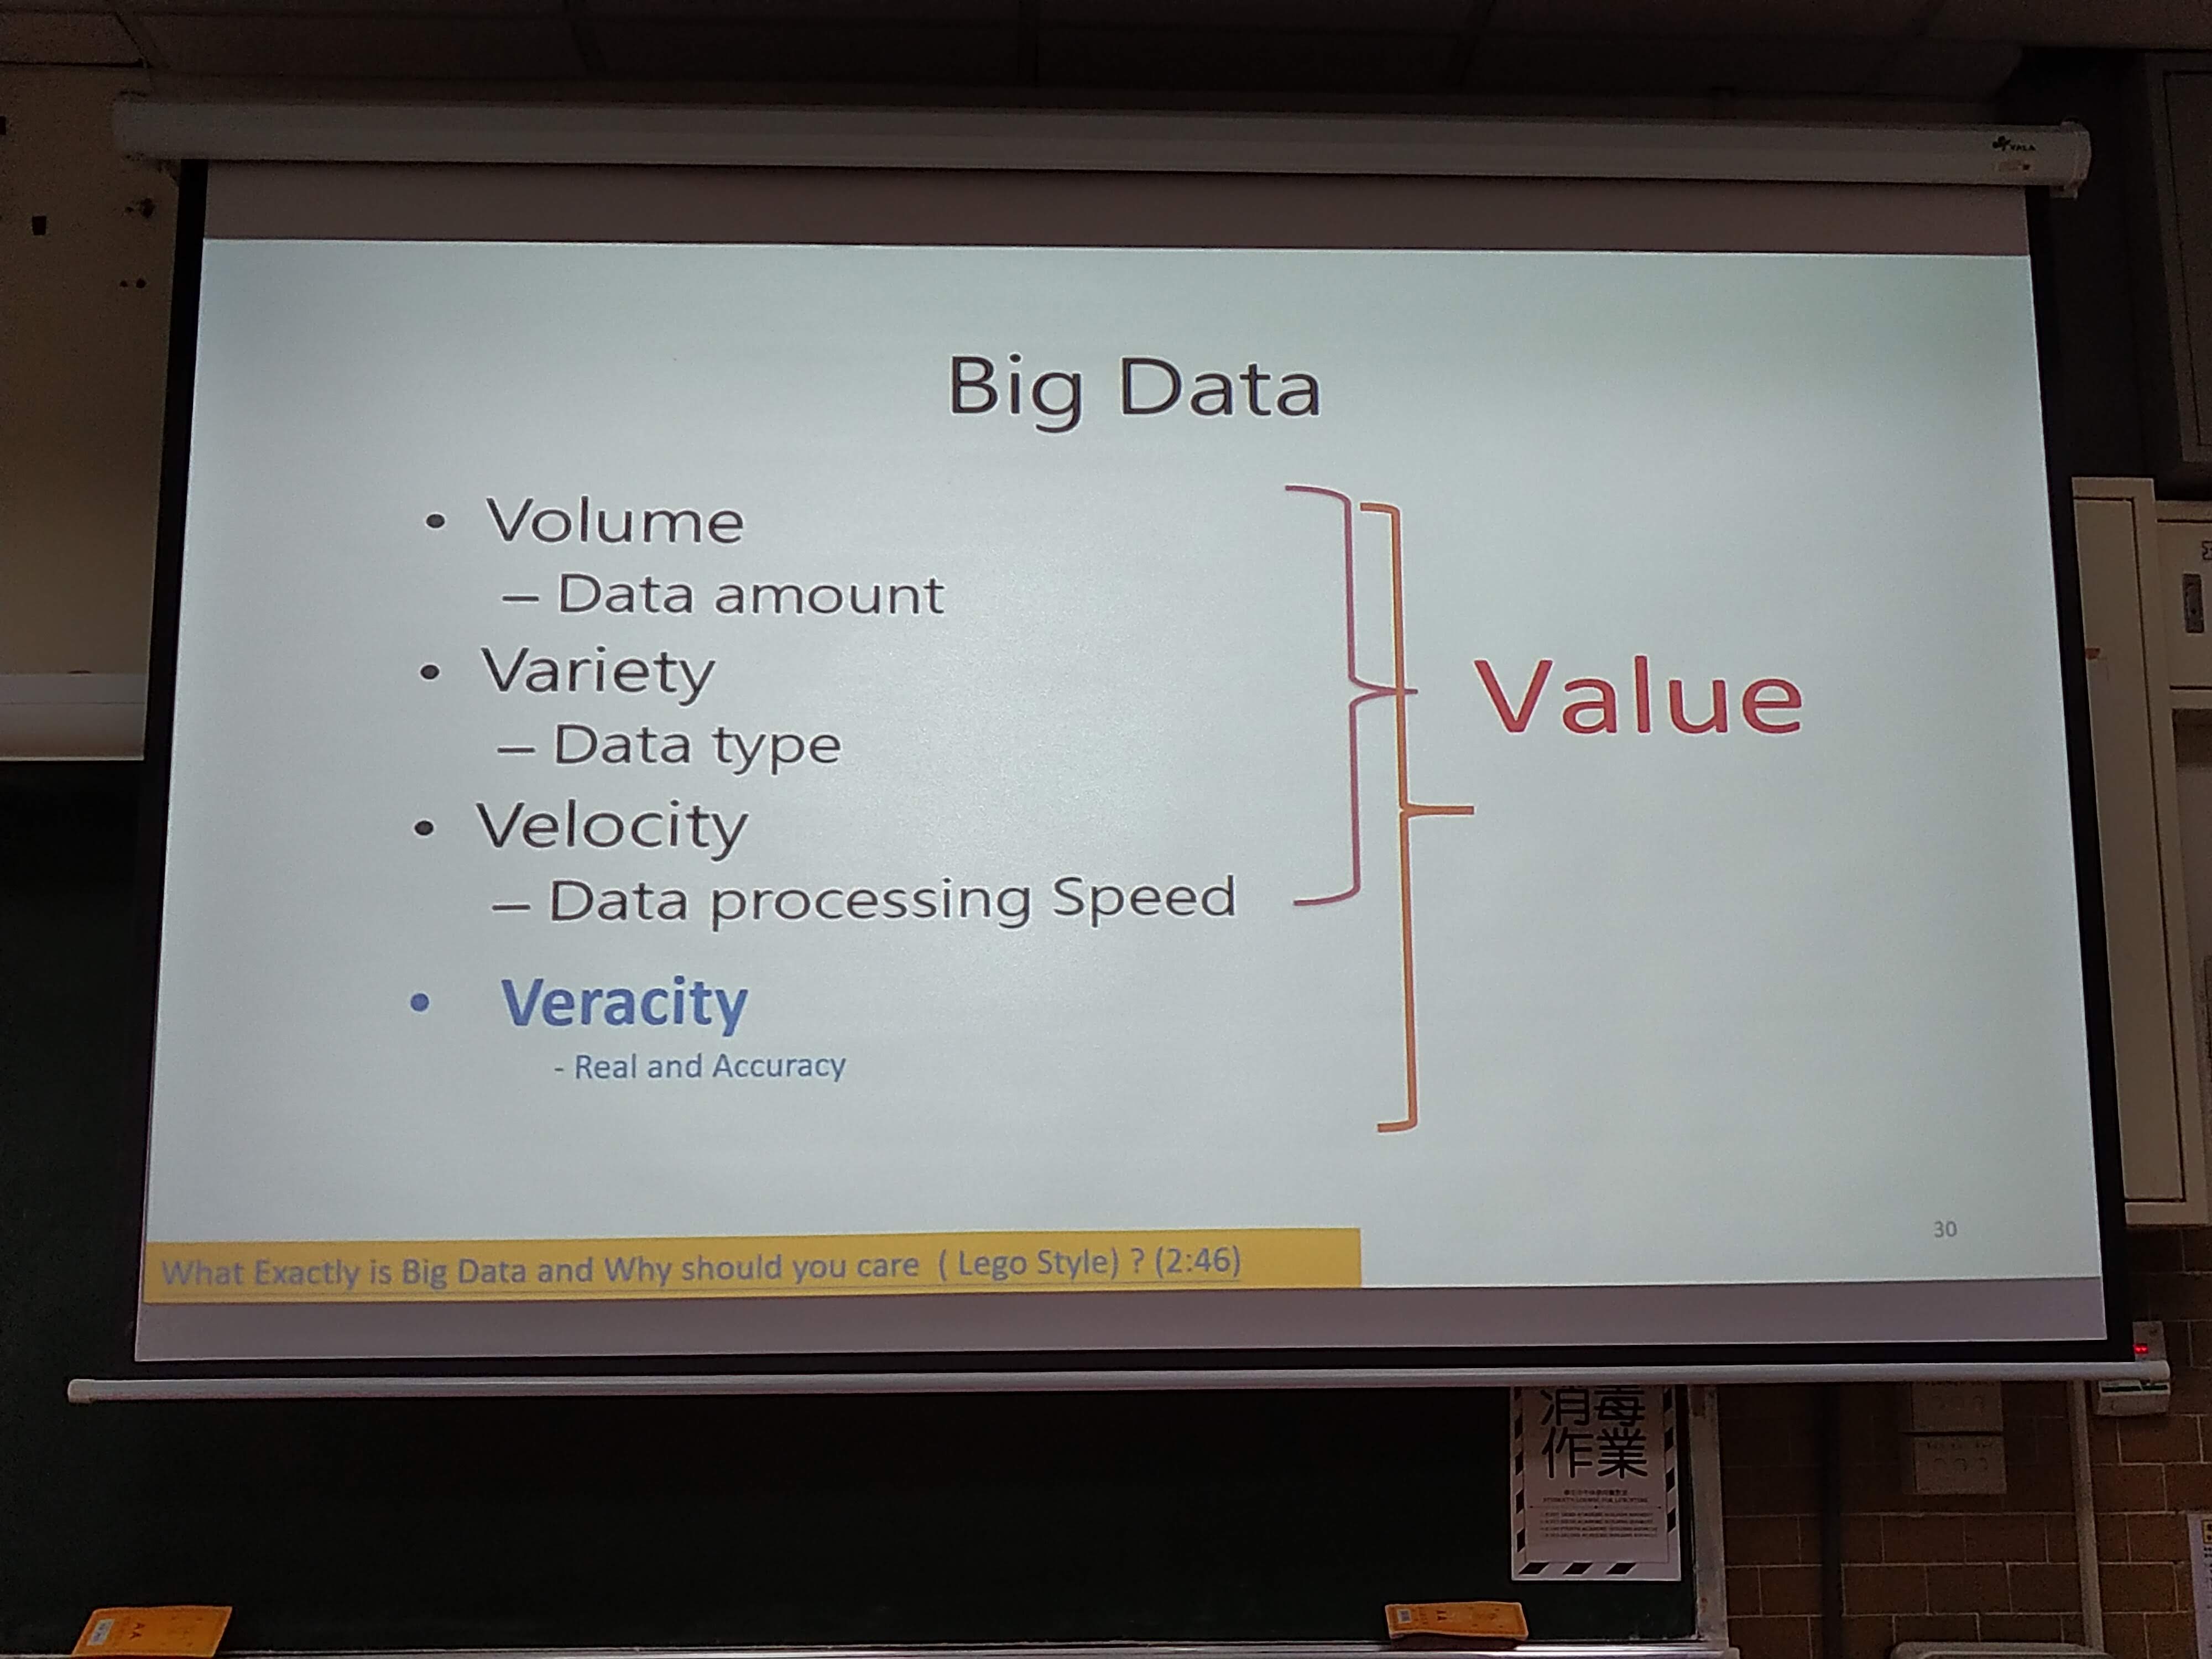 VALA
Big Data
• Volume
– Data amount
• Variety
– Data type
• Velocity
– Data processing Speed
• Veracity
- Real and Accuracy
Value
30
What Exactly is Big Data and Why should you care ( Lego Style) ? (2:46)
消毒
作業